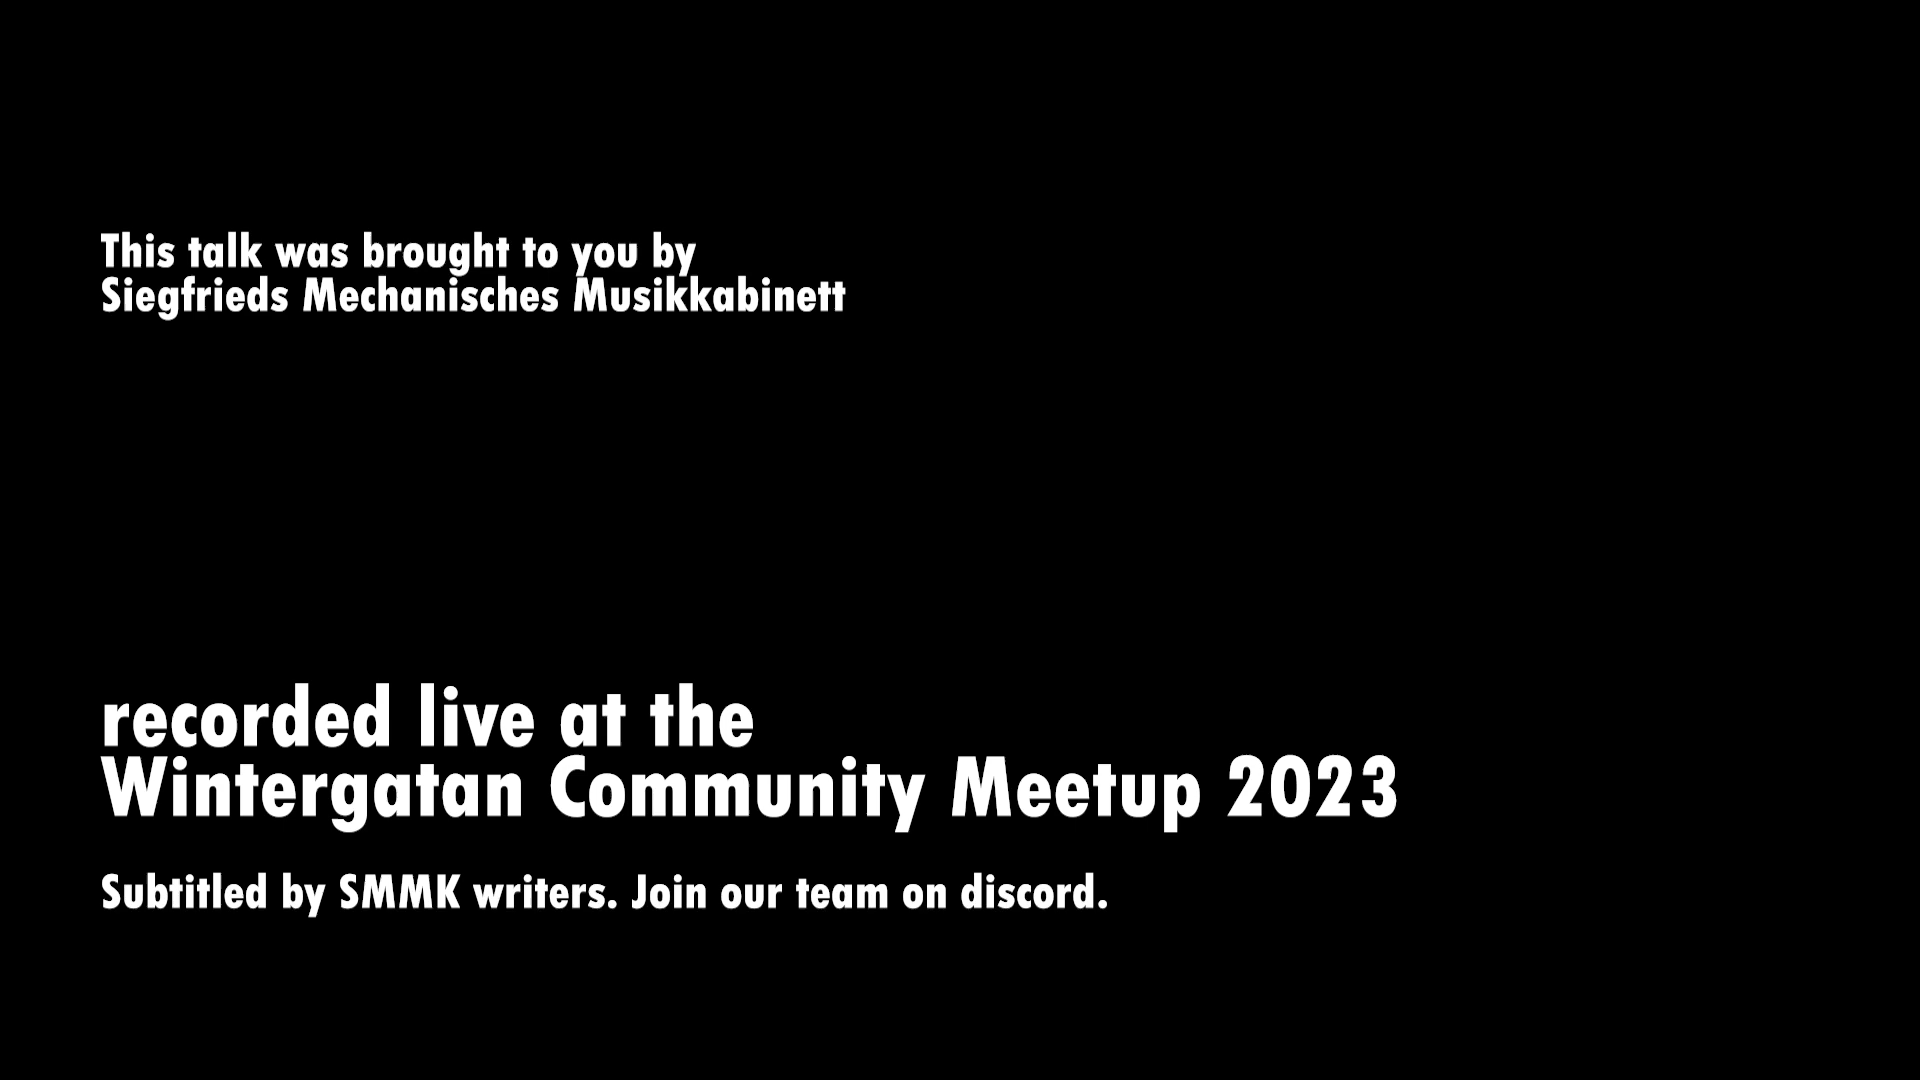 This talk was brought to you by
Siegfrieds Mechanisches Musikkabinett
recorded live at the
Wintergatan Community Meetup 2023
Subtitled by SMMK writers. Join our team on discord.